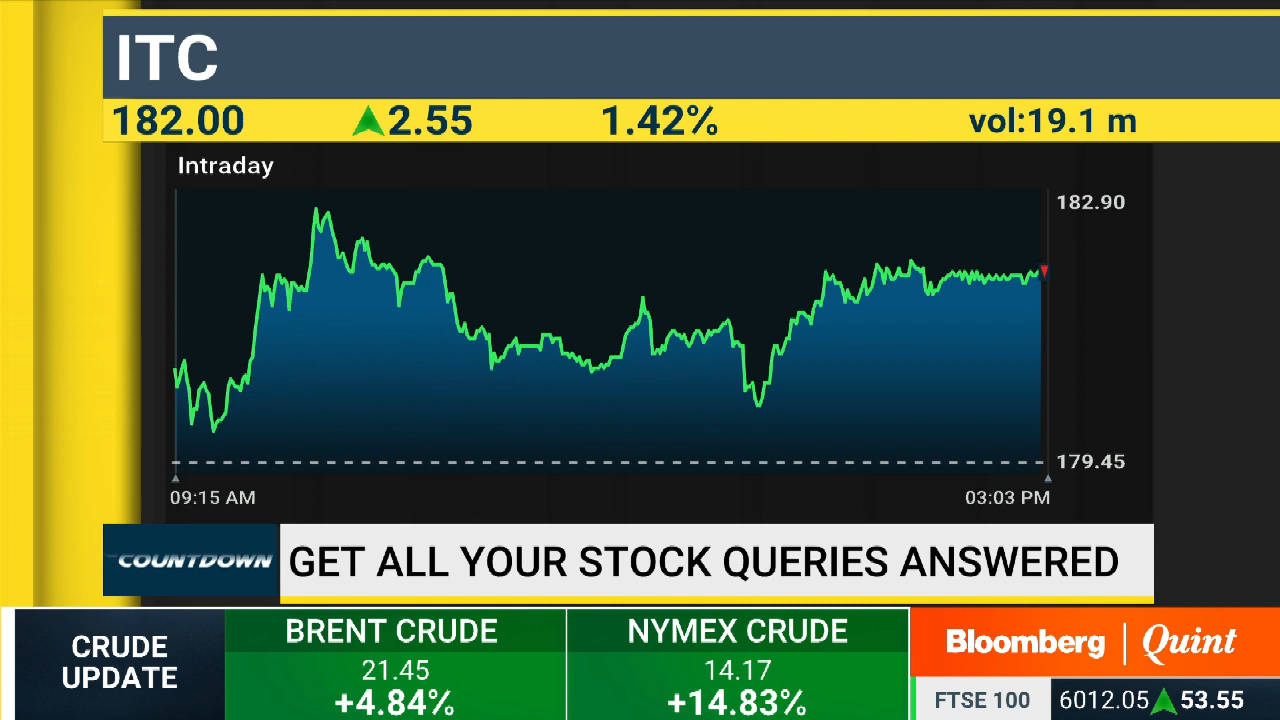 ITC
182.00 ▲2.55 1.42% vol:19.1 m
Intraday
182.90
179.45
09:15 AM 03:03 PM
COUNTDOWN
GET ALL YOUR STOCK QUERIES ANSWERED
CRUDE
UPDATE
BRENT CRUDE
21.45
+4.84%
NYMEX CRUDE
14.17
+14.83%
Bloomberg | Quint
FTSE 100 6012.05 ▲ 53.55